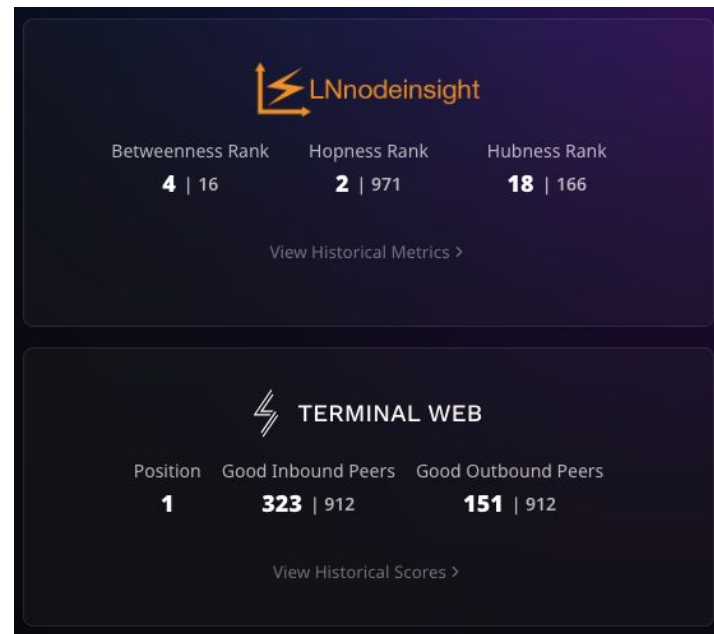 LNnodeinsight
Betweenness Rank Hopness Rank Hubness Rank
4 | 16 2 | 971 18 | 166
View Historical Metrics >
TERMINAL WEB
Position Good Inbound Peers Good Outbound Peers
1 323 | 912 151 | 912
View Historical Scores >